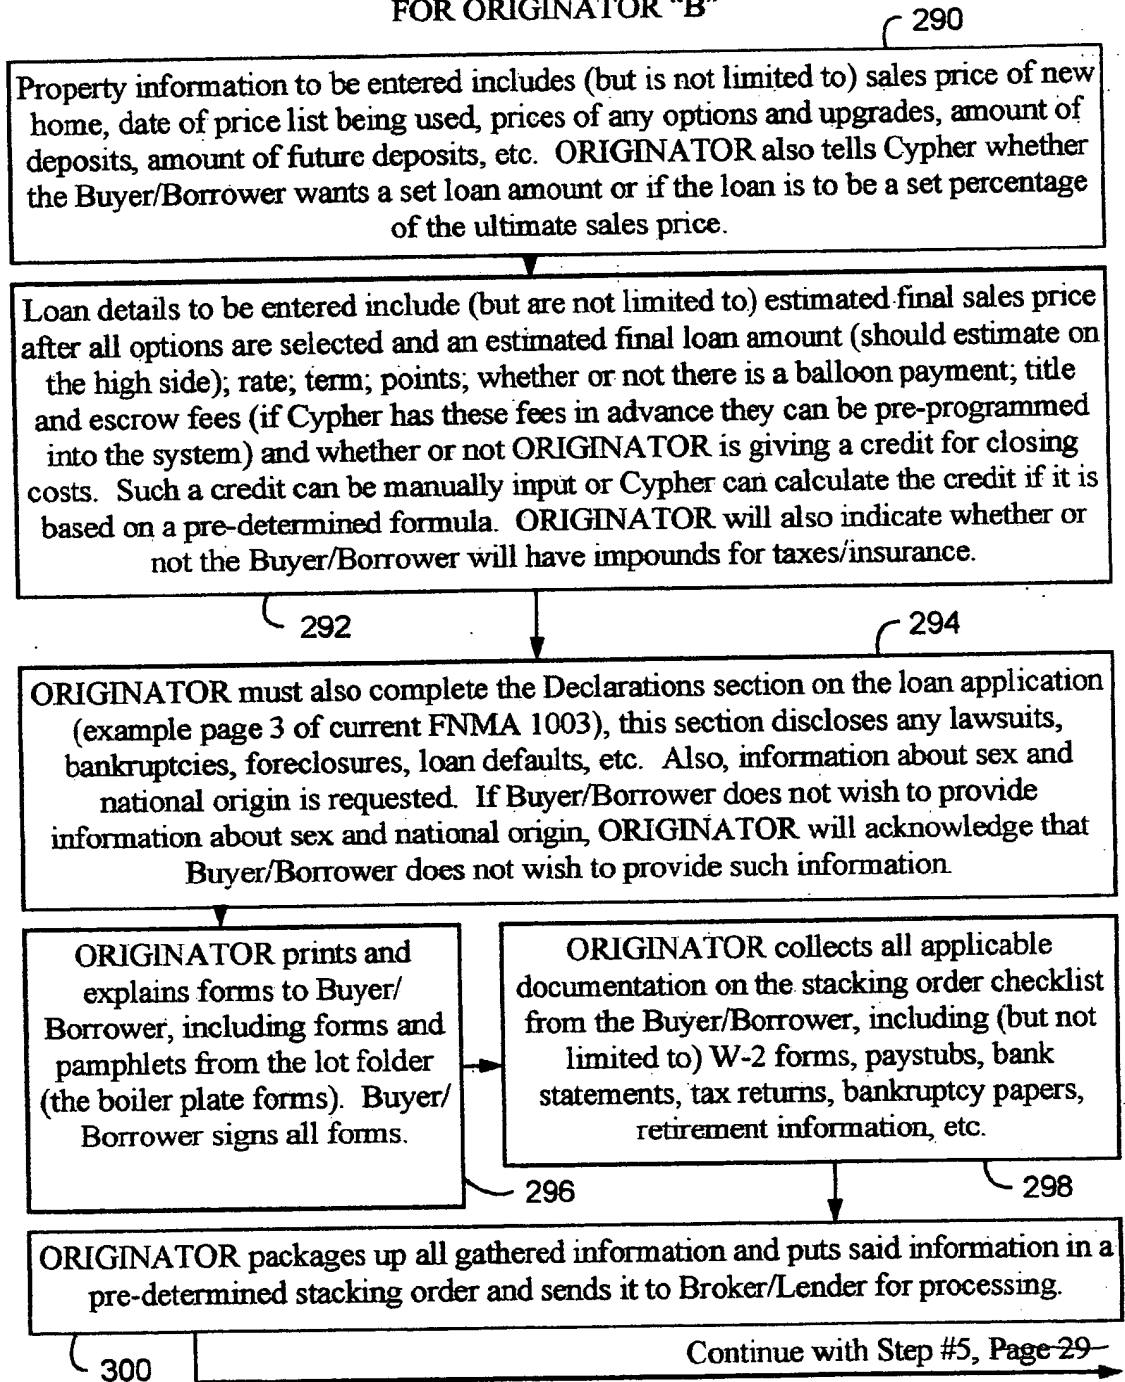 FOR ORIGINATOR "B"
290
Property information to be entered includes (but is not limited to) sales price of new
home, date of price list being used, prices of any options and upgrades, amount of
deposits, amount of future deposits, etc. ORIGINATOR also tells Cypher whether
the Buyer/Borrower wants a set loan amount or if the loan is to be a set percentage
of the ultimate sales price.
Loan details to be entered include (but are not limited to) estimated final sales price
after all options are selected and an estimated final loan amount (should estimate on
the high side); rate; term; points; whether or not there is a balloon payment; title
and escrow fees (if Cypher has these fees in advance they can be pre-programmed
into the system) and whether or not ORIGINATOR is giving a credit for closing
costs. Such a credit can be manually input or Cypher can calculate the credit if it is
based on a pre-determined formula. ORIGINATOR will also indicate whether or
not the Buyer/Borrower will have impounds for taxes/insurance.
292
294
ORIGINATOR must also complete the Declarations section on the loan application
(example page 3 of current FNMA 1003), this section discloses any lawsuits,
bankruptcies, foreclosures, loan defaults, etc. Also, information about sex and
national origin is requested. If Buyer/Borrower does not wish to provide
information about sex and national origin, ORIGINATOR will acknowledge that
Buyer/Borrower does not wish to provide such information.
ORIGINATOR prints and
explains forms to Buyer/
Borrower, including forms and
pamphlets from the lot folder
(the boiler plate forms). Buyer/
Borrower signs all forms.
296
ORIGINATOR collects all applicable
documentation on the stacking order checklist
from the Buyer/Borrower, including (but not
limited to) W-2 forms, paystubs, bank
statements, tax returns, bankruptcy papers,
retirement information, etc.
298
ORIGINATOR packages up all gathered information and puts said information in a
pre-determined stacking order and sends it to Broker/Lender for processing.
300
Continue with Step #5, Page 29